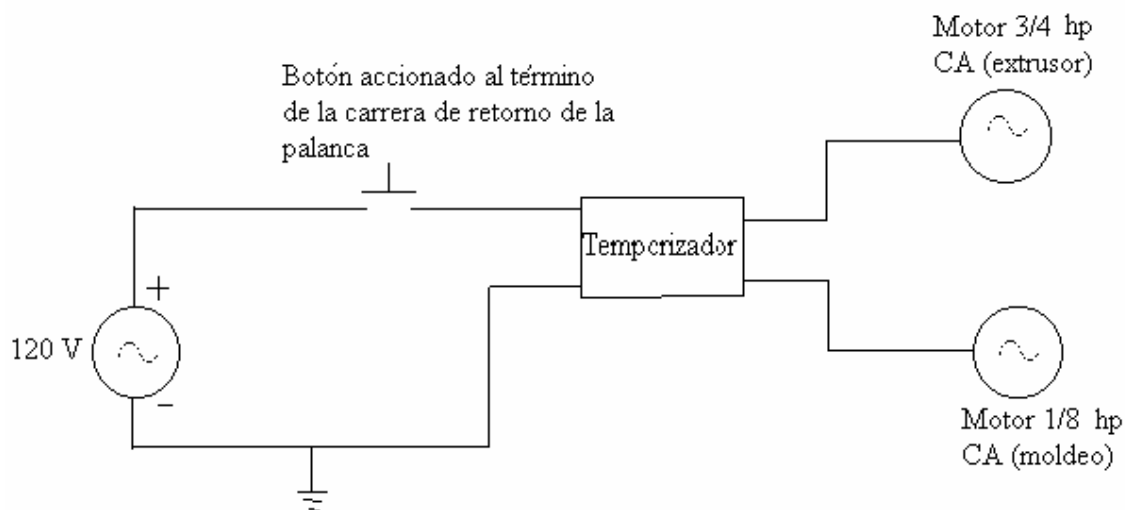 Motor 3/4 hp
CA (extrusor)
Botón accionado al término
de la carrera de retorno de la
palanca
Temporizador
+
120 V
-
Motor 1/8 hp
CA (moldeo)